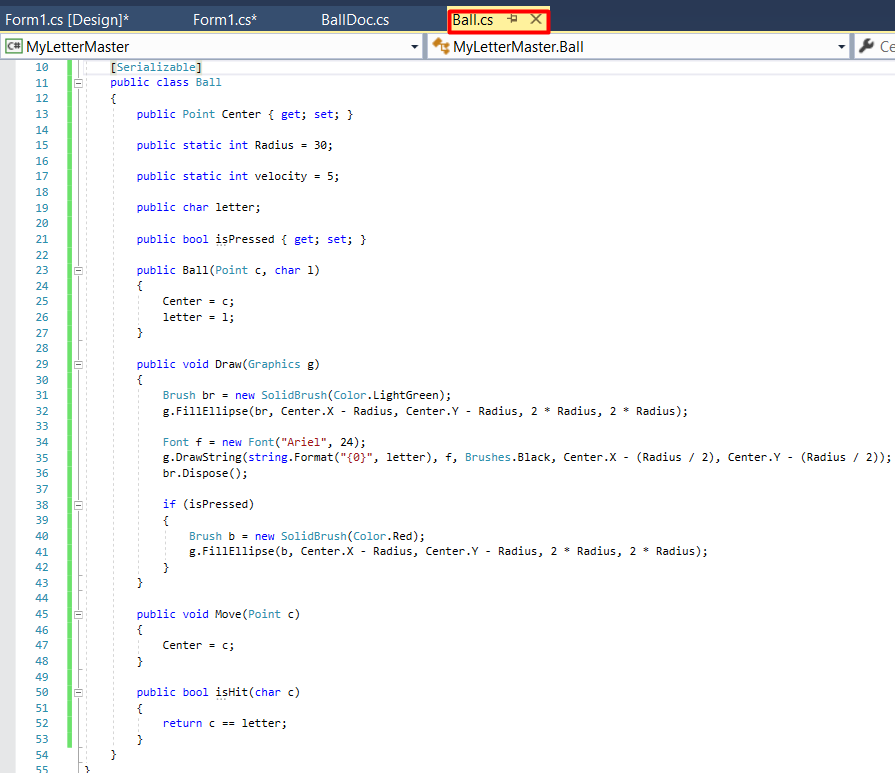 Form1.cs [Design]* Form1.cs* BallDoc.cs Ball.cs
C# MyLetterMaster MyLetterMaster.Ball Ce
10 [Serializable]
11 public class Ball
12 {
13 public Point Center { get; set; }
14
15 public static int Radius = 30;
16
17 public static int velocity = 5;
18
19 public char letter;
20
21 public bool isPressed { get; set; }
22
23 public Ball(Point c, char l)
24 {
25 Center = c;
26 letter = l;
27 }
28
29 public void Draw(Graphics g)
30 {
31 Brush br = new SolidBrush(Color.LightGreen);
32 g.FillEllipse(br, Center.X - Radius, Center.Y - Radius, 2 * Radius, 2 * Radius);
33
34 Font f = new Font("Ariel", 24);
35 g.DrawString(string.Format("{0}", letter), f, Brushes.Black, Center.X - (Radius / 2), Center.Y - (Radius / 2));
36 br.Dispose();
37
38 if (isPressed)
39 {
40 Brush b = new SolidBrush(Color.Red);
41 g.FillEllipse(b, Center.X - Radius, Center.Y - Radius, 2 * Radius, 2 * Radius);
42 }
43 }
44
45 public void Move(Point c)
46 {
47 Center = c;
48 }
49
50 public bool isHit(char c)
51 {
52 return c == letter;
53 }
54 }
55 }